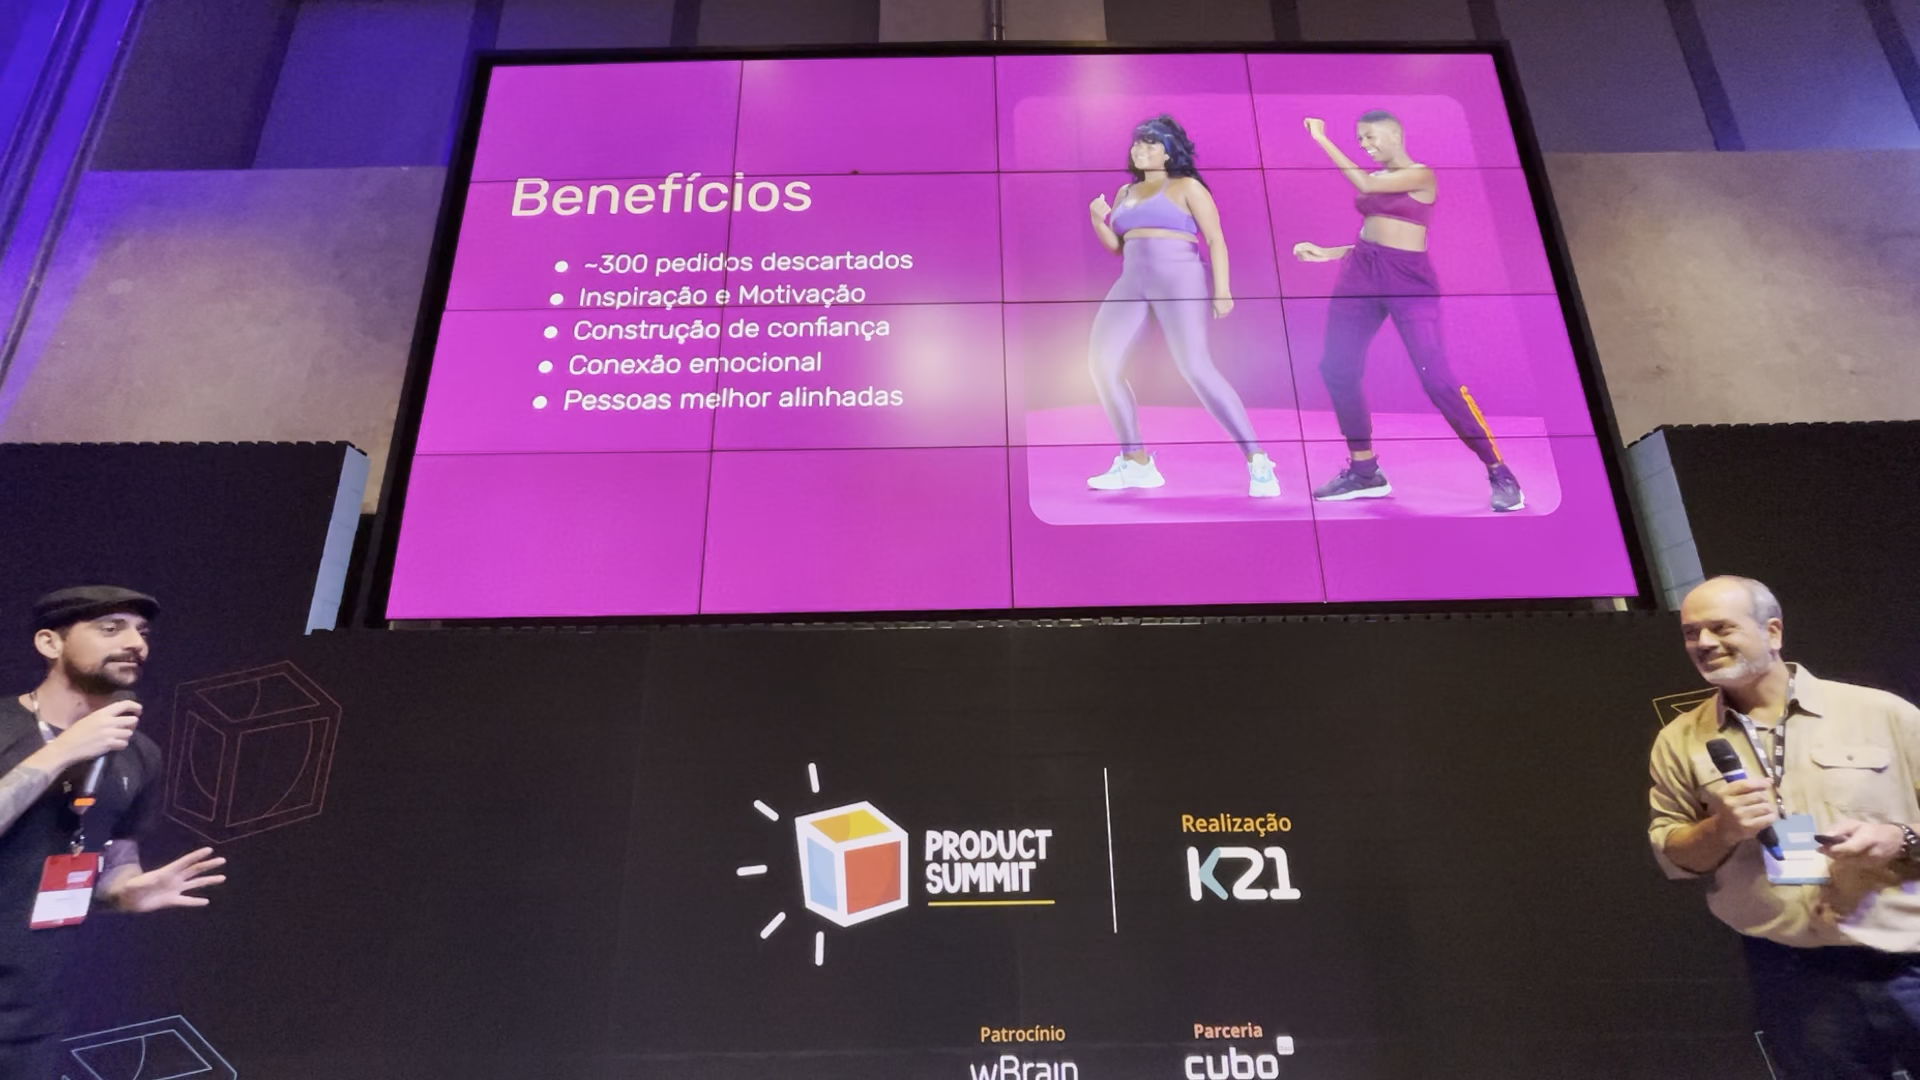 Benefícios
~300 pedidos descartados
Inspiração e Motivação
Construção de confiança
Conexão emocional
Pessoas melhor alinhadas
PRODUCT
SUMMIT
Realização
K21
Patrocínio
wBrain
Parceria
cubo